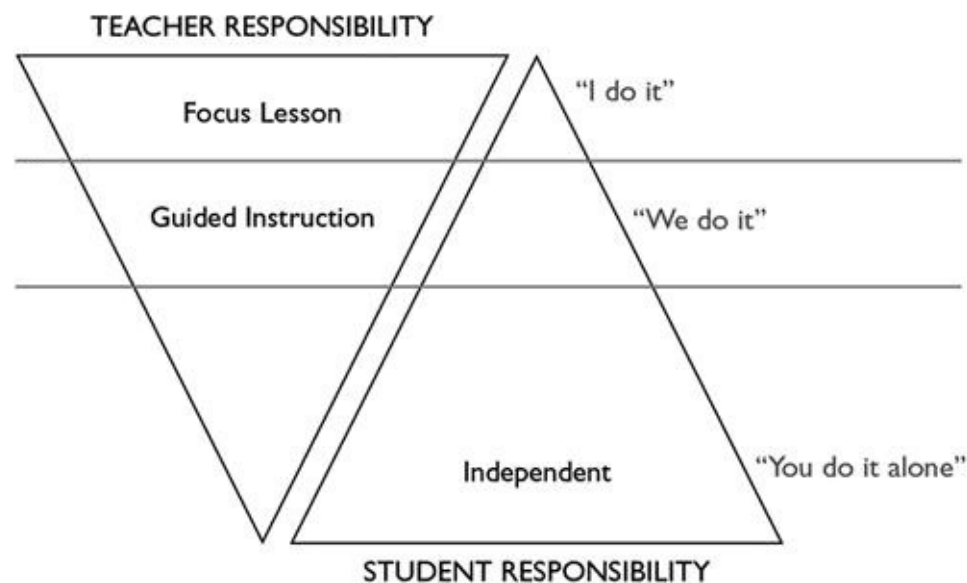 TEACHER RESPONSIBILITY
Focus Lesson
“I do it”
Guided Instruction
“We do it”
Independent
“You do it alone”
STUDENT RESPONSIBILITY